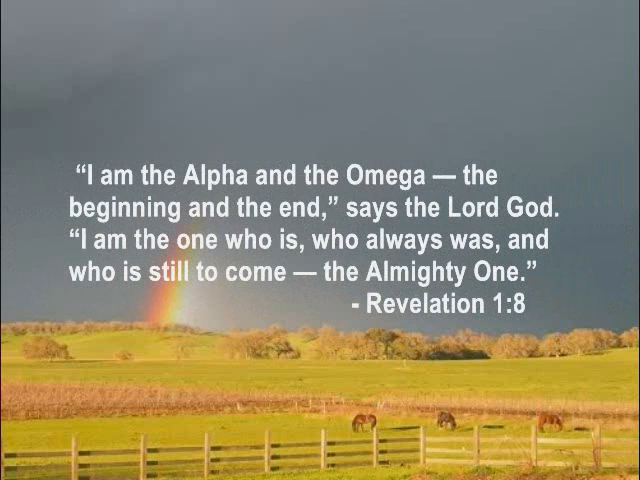 “I am the Alpha and the Omega — the
beginning and the end,” says the Lord God.
“I am the one who is, who always was, and
who is still to come — the Almighty One.”
- Revelation 1:8